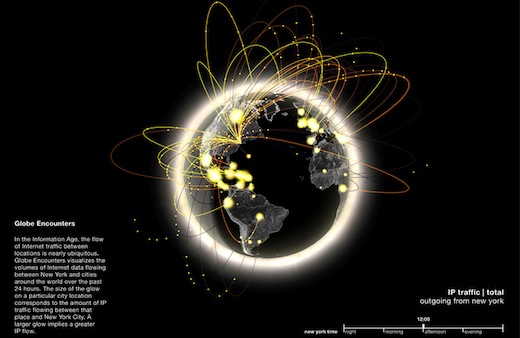 Globe Encounters
In the Information Age, the flow
of Internet traffic between
locations is nearly ubiquitous.
Globe Encounters visualizes the
volumes of Internet data flowing
between New York and cities
around the world over the past
24 hours. The size of the glow
on a particular city location
corresponds to the amount of IP
traffic flowing between that
place and New York City. A
larger glow implies a greater
IP flow.
IP traffic | total
outgoing from new york
12:00
new york time
night
morning
afternoon
evening